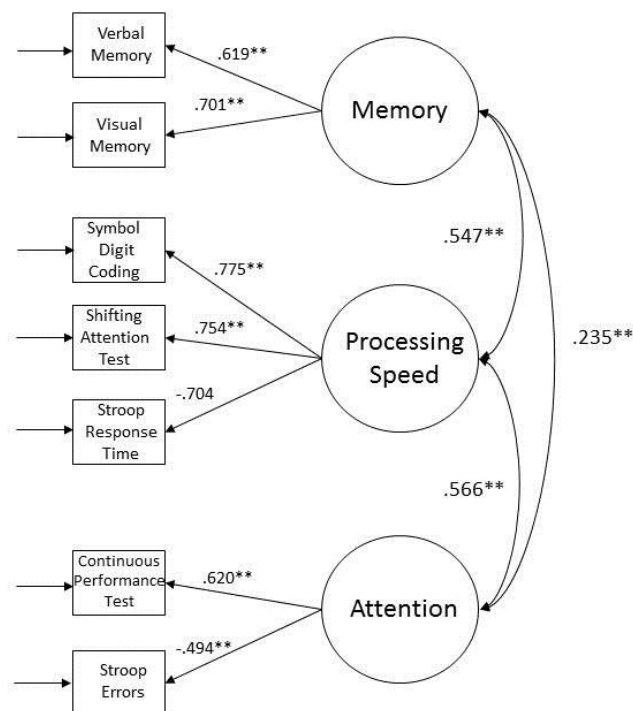 Verbal
Memory
.619**
Visual
Memory
.701**
Memory
Symbol
Digit
Coding
.775**
Shifting
Attention
Test
.754**
Stroop
Response
Time
-.704
Processing
Speed
.547**
.235**
.566**
Continuous
Performance
Test
.620**
Stroop
Errors
-.494**
Attention